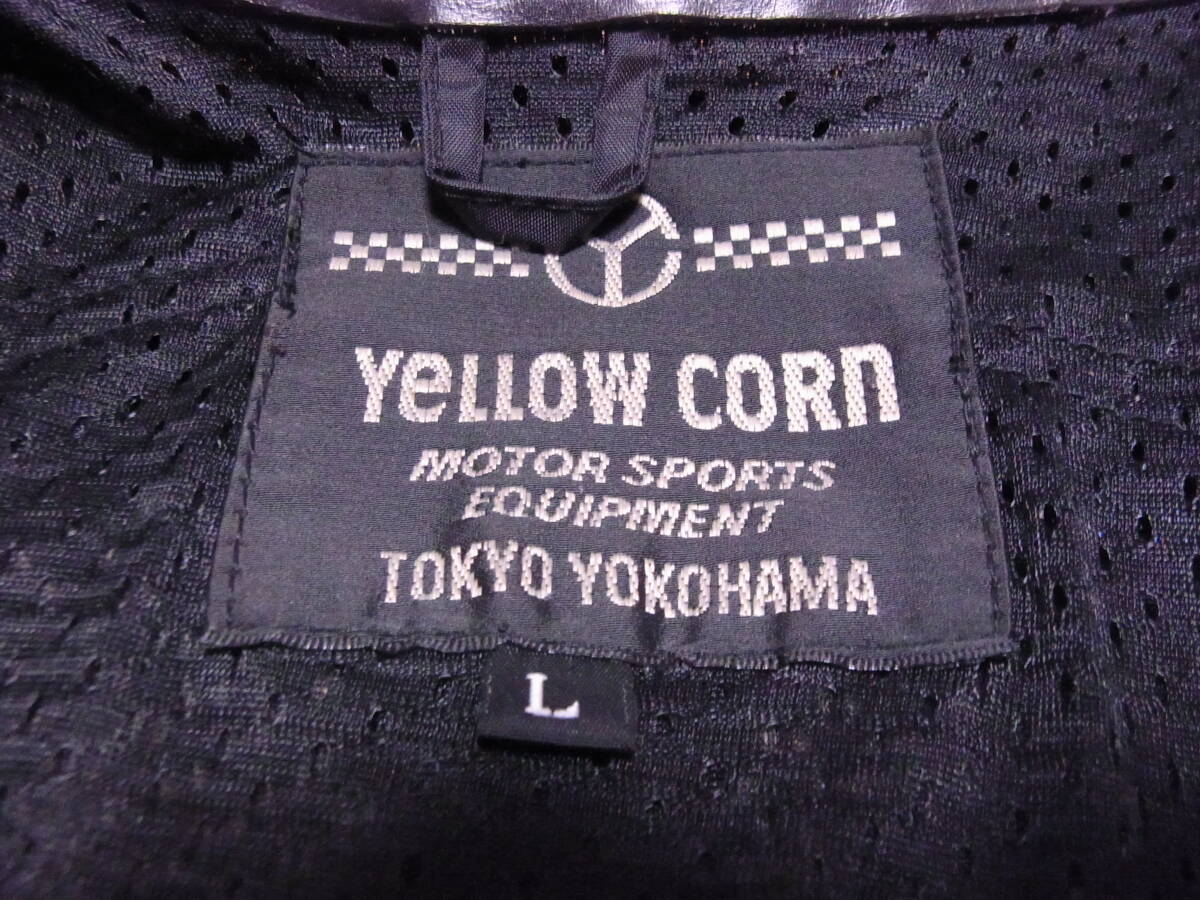 YeLLOW CORn
MOTOR SPORTS
EQUIPMENT
TOKYO YOKOHAMA
L